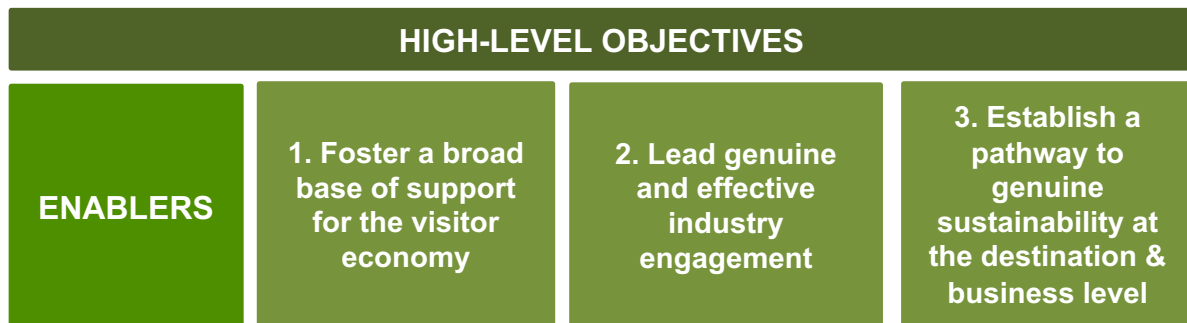 HIGH-LEVEL OBJECTIVES
ENABLERS
1. Foster a broad
base of support
for the visitor
economy
2. Lead genuine
and effective
industry
engagement
3. Establish a
pathway to
genuine
sustainability at
the destination &
business level